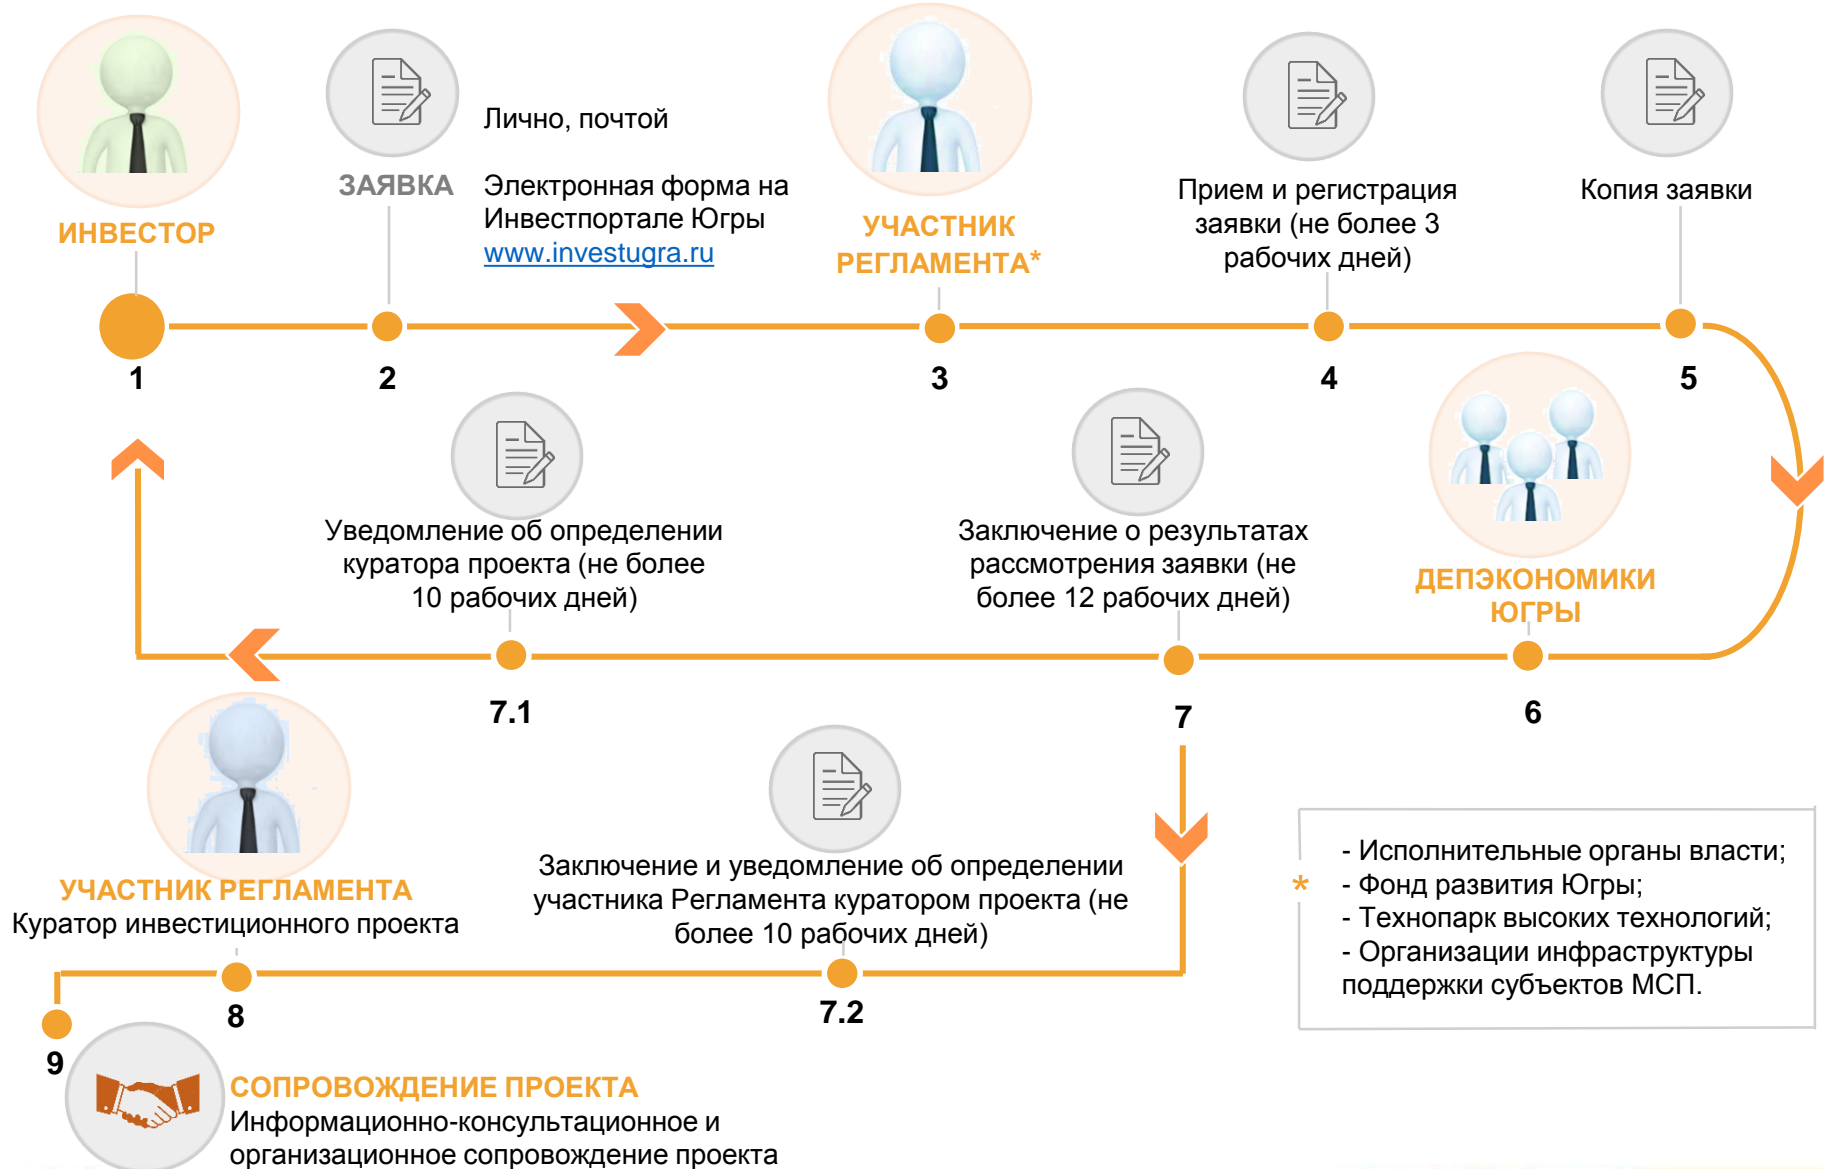 ИНВЕСТОР
1
ЗАЯВКА
Лично, почтой
Электронная форма на
Инвестпортале Югры
www.investugra.ru
2
УЧАСТНИК
РЕГЛАМЕНТА*
3
Прием и регистрация
заявки (не более 3
рабочих дней)
4
Копия заявки
5
ДЕПЭКОНОМИКИ
ЮГРЫ
6
Заключение о результатах
рассмотрения заявки (не
более 12 рабочих дней)
7
Уведомление об определении
куратора проекта (не более
10 рабочих дней)
7.1
Заключение и уведомление об определении
участника Регламента куратором проекта (не
более 10 рабочих дней)
7.2
УЧАСТНИК РЕГЛАМЕНТА
Куратор инвестиционного проекта
8
9
СОПРОВОЖДЕНИЕ ПРОЕКТА
Информационно-консультационное и
организационное сопровождение проекта
*
- Исполнительные органы власти;
- Фонд развития Югры;
- Технопарк высоких технологий;
- Организации инфраструктуры
поддержки субъектов МСП.